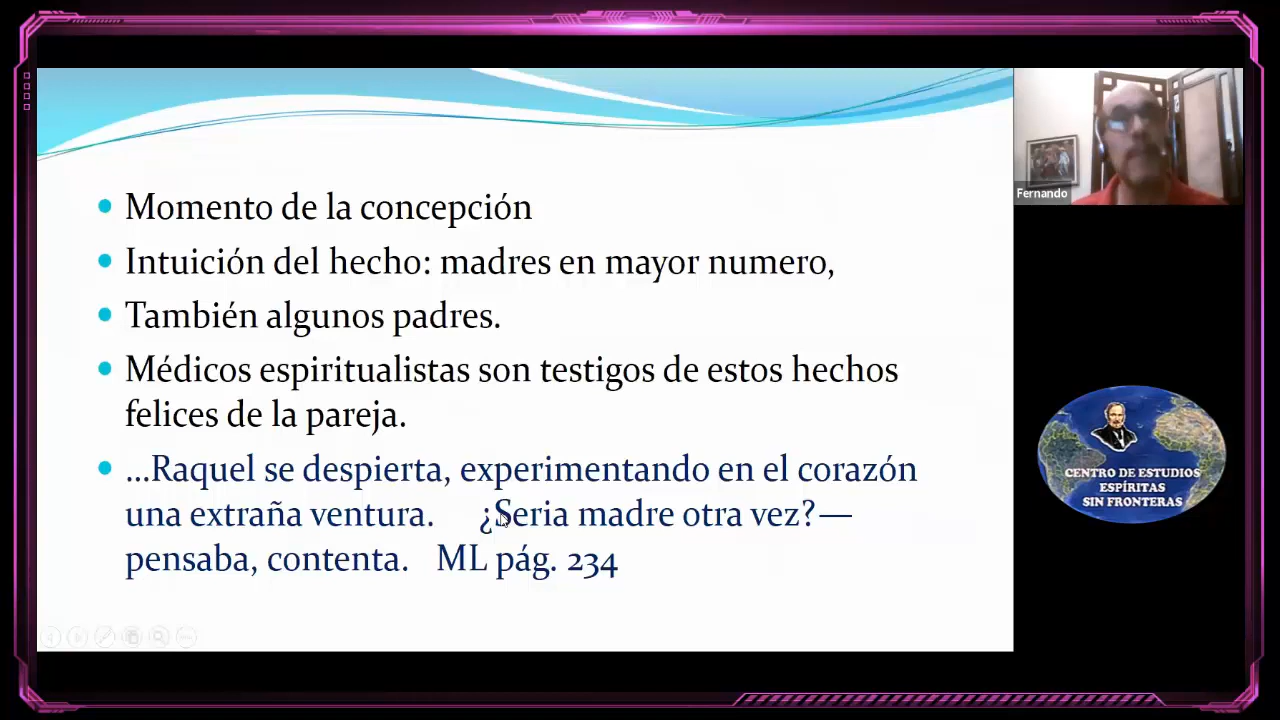 Momento de la concepción
Intuición del hecho: madres en mayor numero,
También algunos padres.
Médicos espiritualistas son testigos de estos hechos
felices de la pareja.
...Raquel se despierta, experimentando en el corazón
una extraña ventura. ¿Seria madre otra vez?—
pensaba, contenta. ML pág. 234
Fernando
CENTRO DE ESTUDIOS
ESPÍRITAS
SIN FRONTERAS